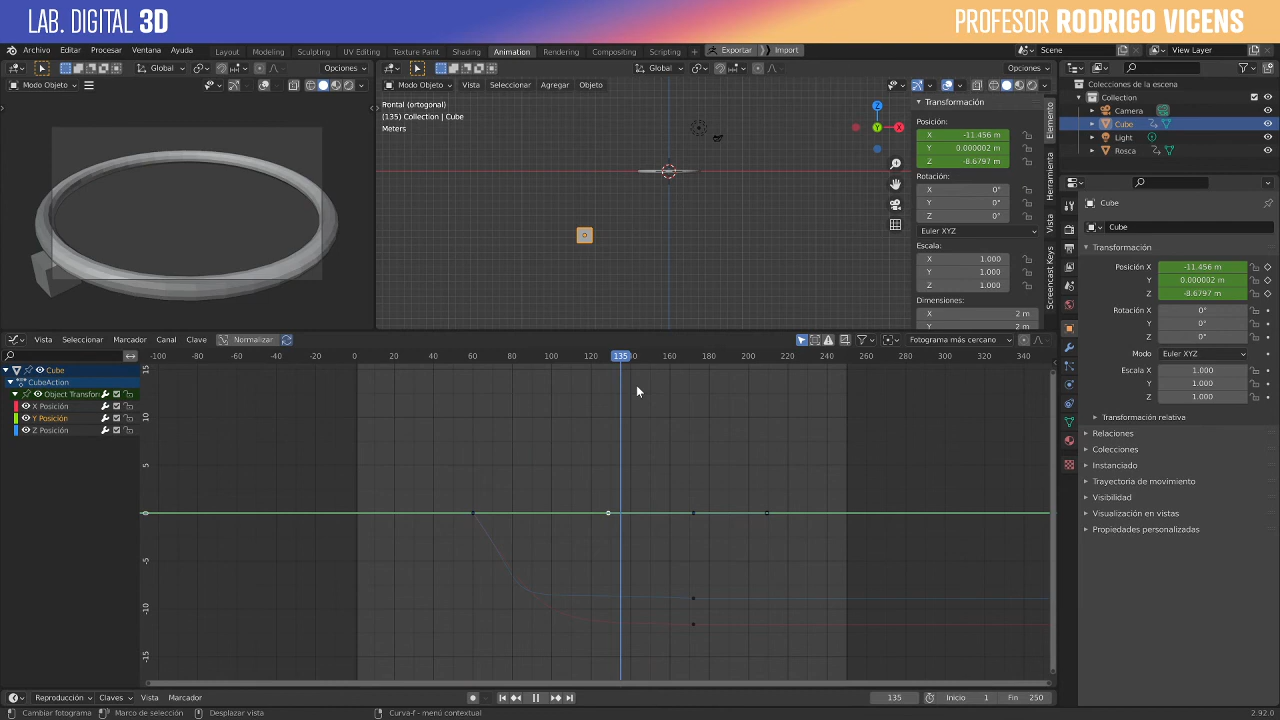 LAB. DIGITAL 3D
PROFESOR RODRIGO VICENS
Archivo Editar Procesar Ventana Ayuda Layout Modeling Sculpting UV Editing Texture Paint Shading Animation Rendering Compositing Scripting + Exportar Import Scene View Layer
Global Opciones Global Opciones
Modo Objeto Modo Objeto Vista Seleccionar Agregar Objeto
Colecciones de la escena
Collection
Camera
Cube
Light
Rosca
Frontal (ortogonal)
(135) Collection | Cube
Meters
Z
Y
X
Transformación
Posición:
X -11.456 m
Y 0.000002 m
Z -8.6797 m
Rotación:
X 0°
Y 0°
Z 0°
Euler XYZ
Escala:
X 1.000
Y 1.000
Z 1.000
Dimensiones:
X 2 m
Y 2 m
Elemento
Herramienta
Vista
Screencast Keys
Cube
Cube
Transformación
Posición X -11.456 m
Y 0.000002 m
Z -8.6797 m
Rotación X 0°
Y 0°
Z 0°
Modo Euler XYZ
Escala X 1.000
Y 1.000
Z 1.000
Transformación relativa
Relaciones
Colecciones
Instanciado
Trayectoria de movimiento
Visibilidad
Visualización en vistas
Propiedades personalizadas
Vista Seleccionar Marcador Canal Clave Normalizar Fotograma más cercano
-100 -80 -60 -40 -20 0 20 40 60 80 100 120 135 140 160 180 200 220 240 260 280 300 320 340
Cube
CubeAction
Object Transfor
X Posición
Y Posición
Z Posición
15
10
5
0
-5
-10
-15
Reproducción Claves Vista Marcador 135 Inicio 1 Fin 250
Cambiar fotograma Marco de selección Desplazar vista Curva-f - menú contextual 2.92.0